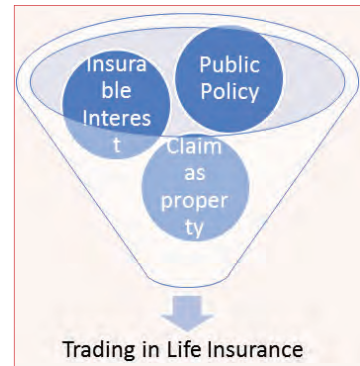 Insura
ble
Interes
t
Public
Policy
Claim
as
proper
ty
Trading in Life Insurance